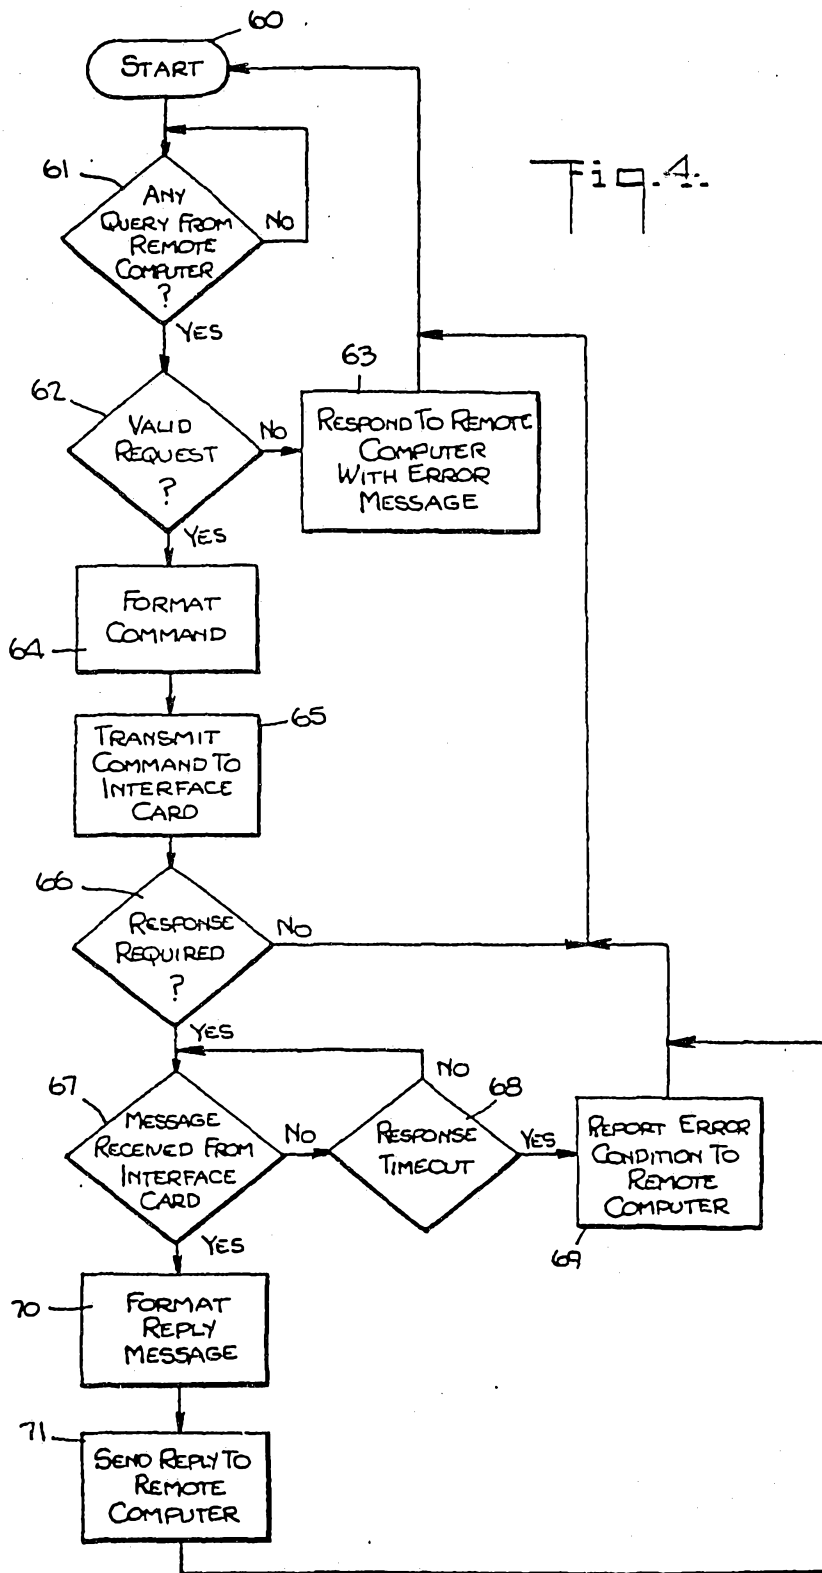 60
START
Fig. 4.
61
ANY
QUERY FROM
REMOTE
COMPUTER
?
NO
YES
62
VALID
REQUEST
?
NO
63
RESPOND TO REMOTE
COMPUTER
WITH ERROR
MESSAGE
YES
FORMAT
COMMAND
64
65
TRANSMIT
COMMAND TO
INTERFACE
CARD
66
RESPONSE
REQUIRED
?
NO
YES
67
MESSAGE
RECEIVED FROM
INTERFACE
CARD
NO
NO
68
RESPONSE
TIMEOUT
YES
REPORT ERROR
CONDITION TO
REMOTE
COMPUTER
69
YES
70
FORMAT
REPLY
MESSAGE
71
SEND REPLY TO
REMOTE
COMPUTER